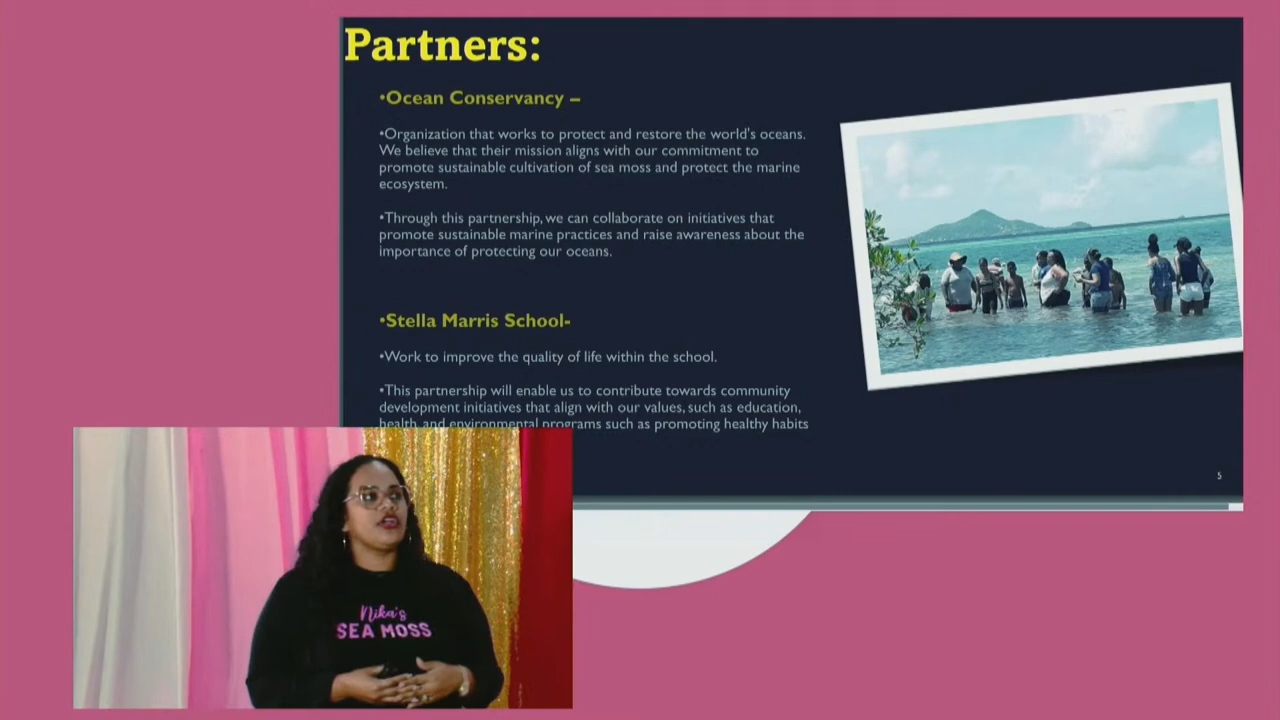 Partners:
•Ocean Conservancy –
•Organization that works to protect and restore the world's oceans.
We believe that their mission aligns with our commitment to
promote sustainable cultivation of sea moss and protect the marine
ecosystem.
•Through this partnership, we can collaborate on initiatives that
promote sustainable marine practices and raise awareness about the
importance of protecting our oceans.
•Stella Marris School-
•Work to improve the quality of life within the school.
•This partnership will enable us to contribute towards community
development initiatives that align with our values, such as education,
health and environmental programs such as promoting healthy habits
5
Nika's
SEA MOSS